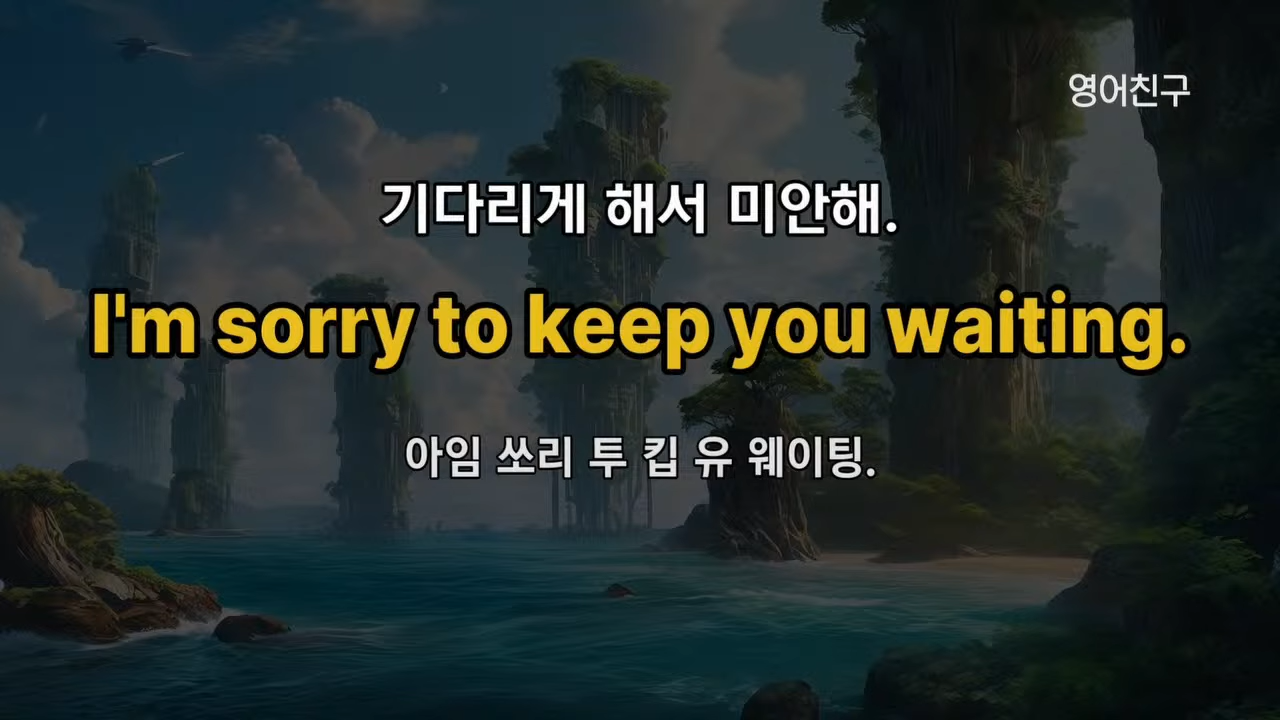 영어친구
기다리게 해서 미안해.
I'm sorry to keep you waiting.
아임 쏘리 투 킵 유 웨이팅.